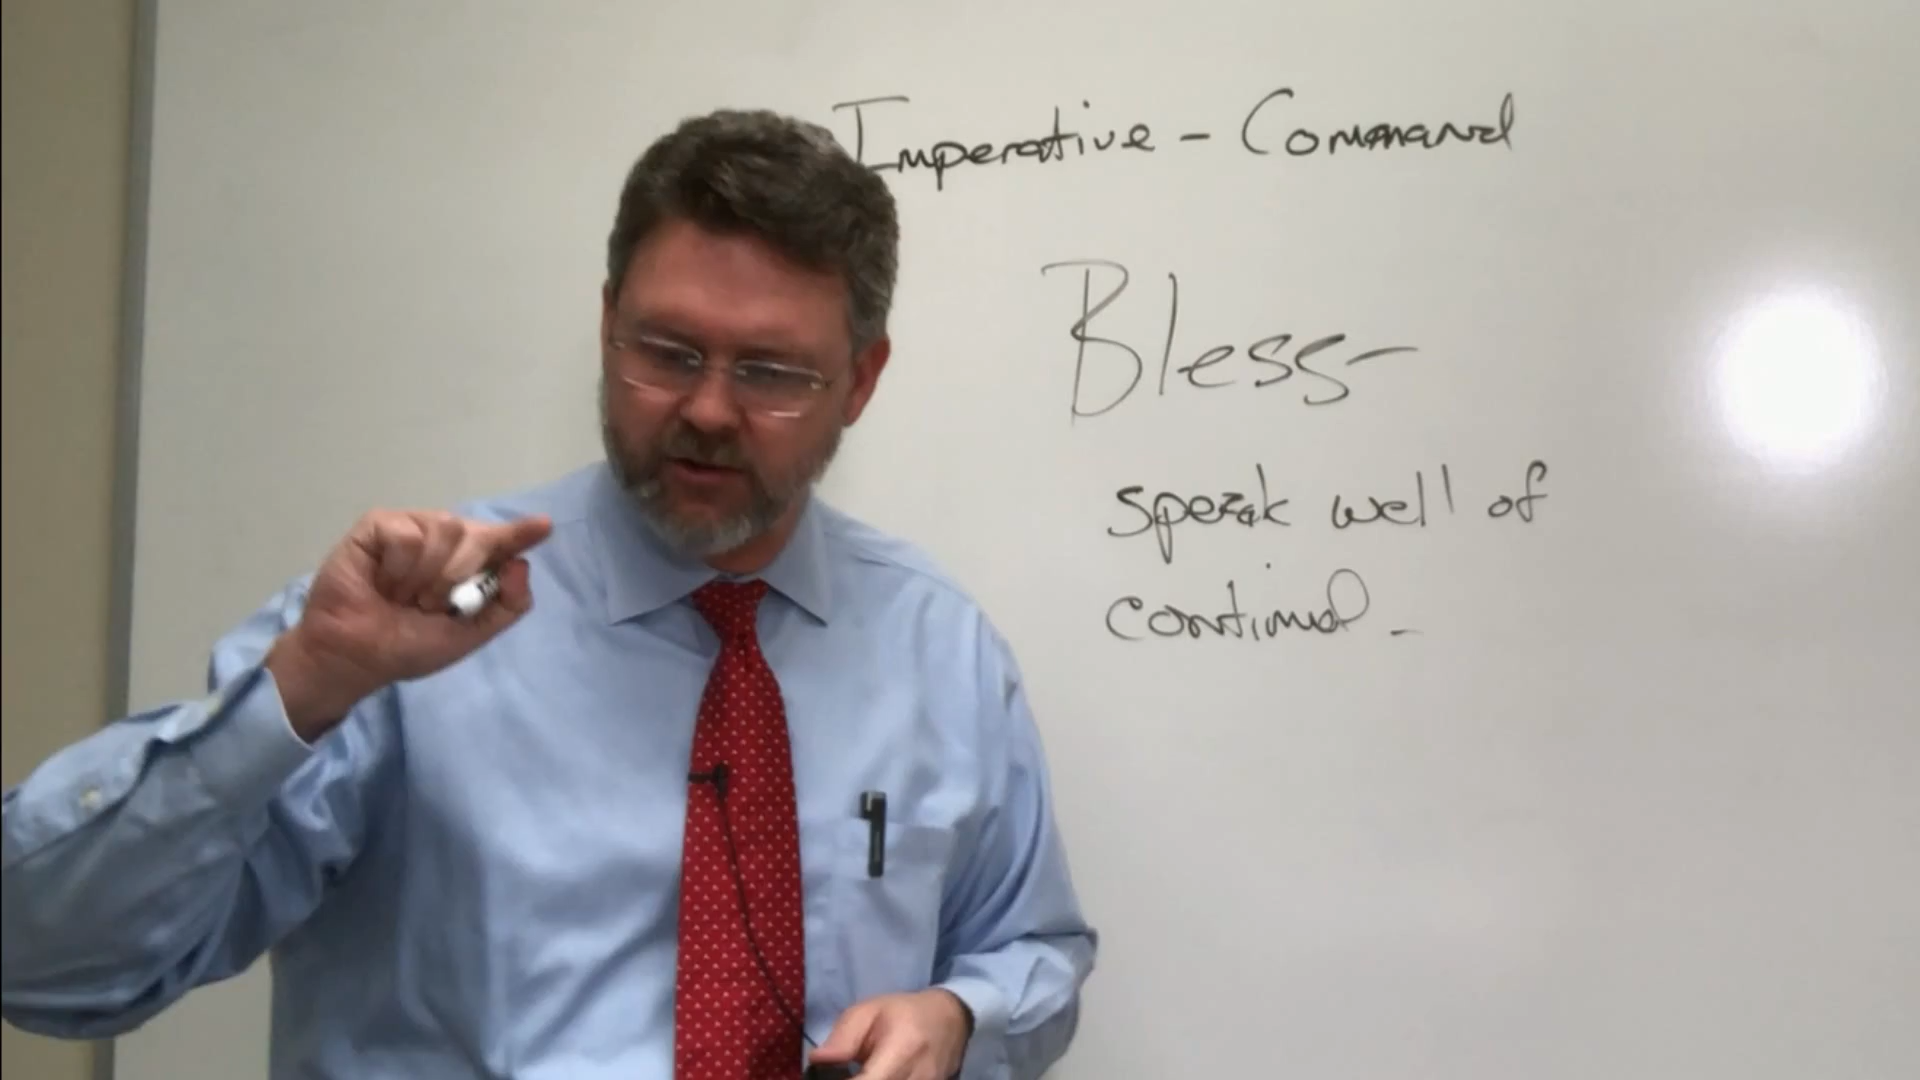 Imperative - Command
Bless-
speak well of
continual -